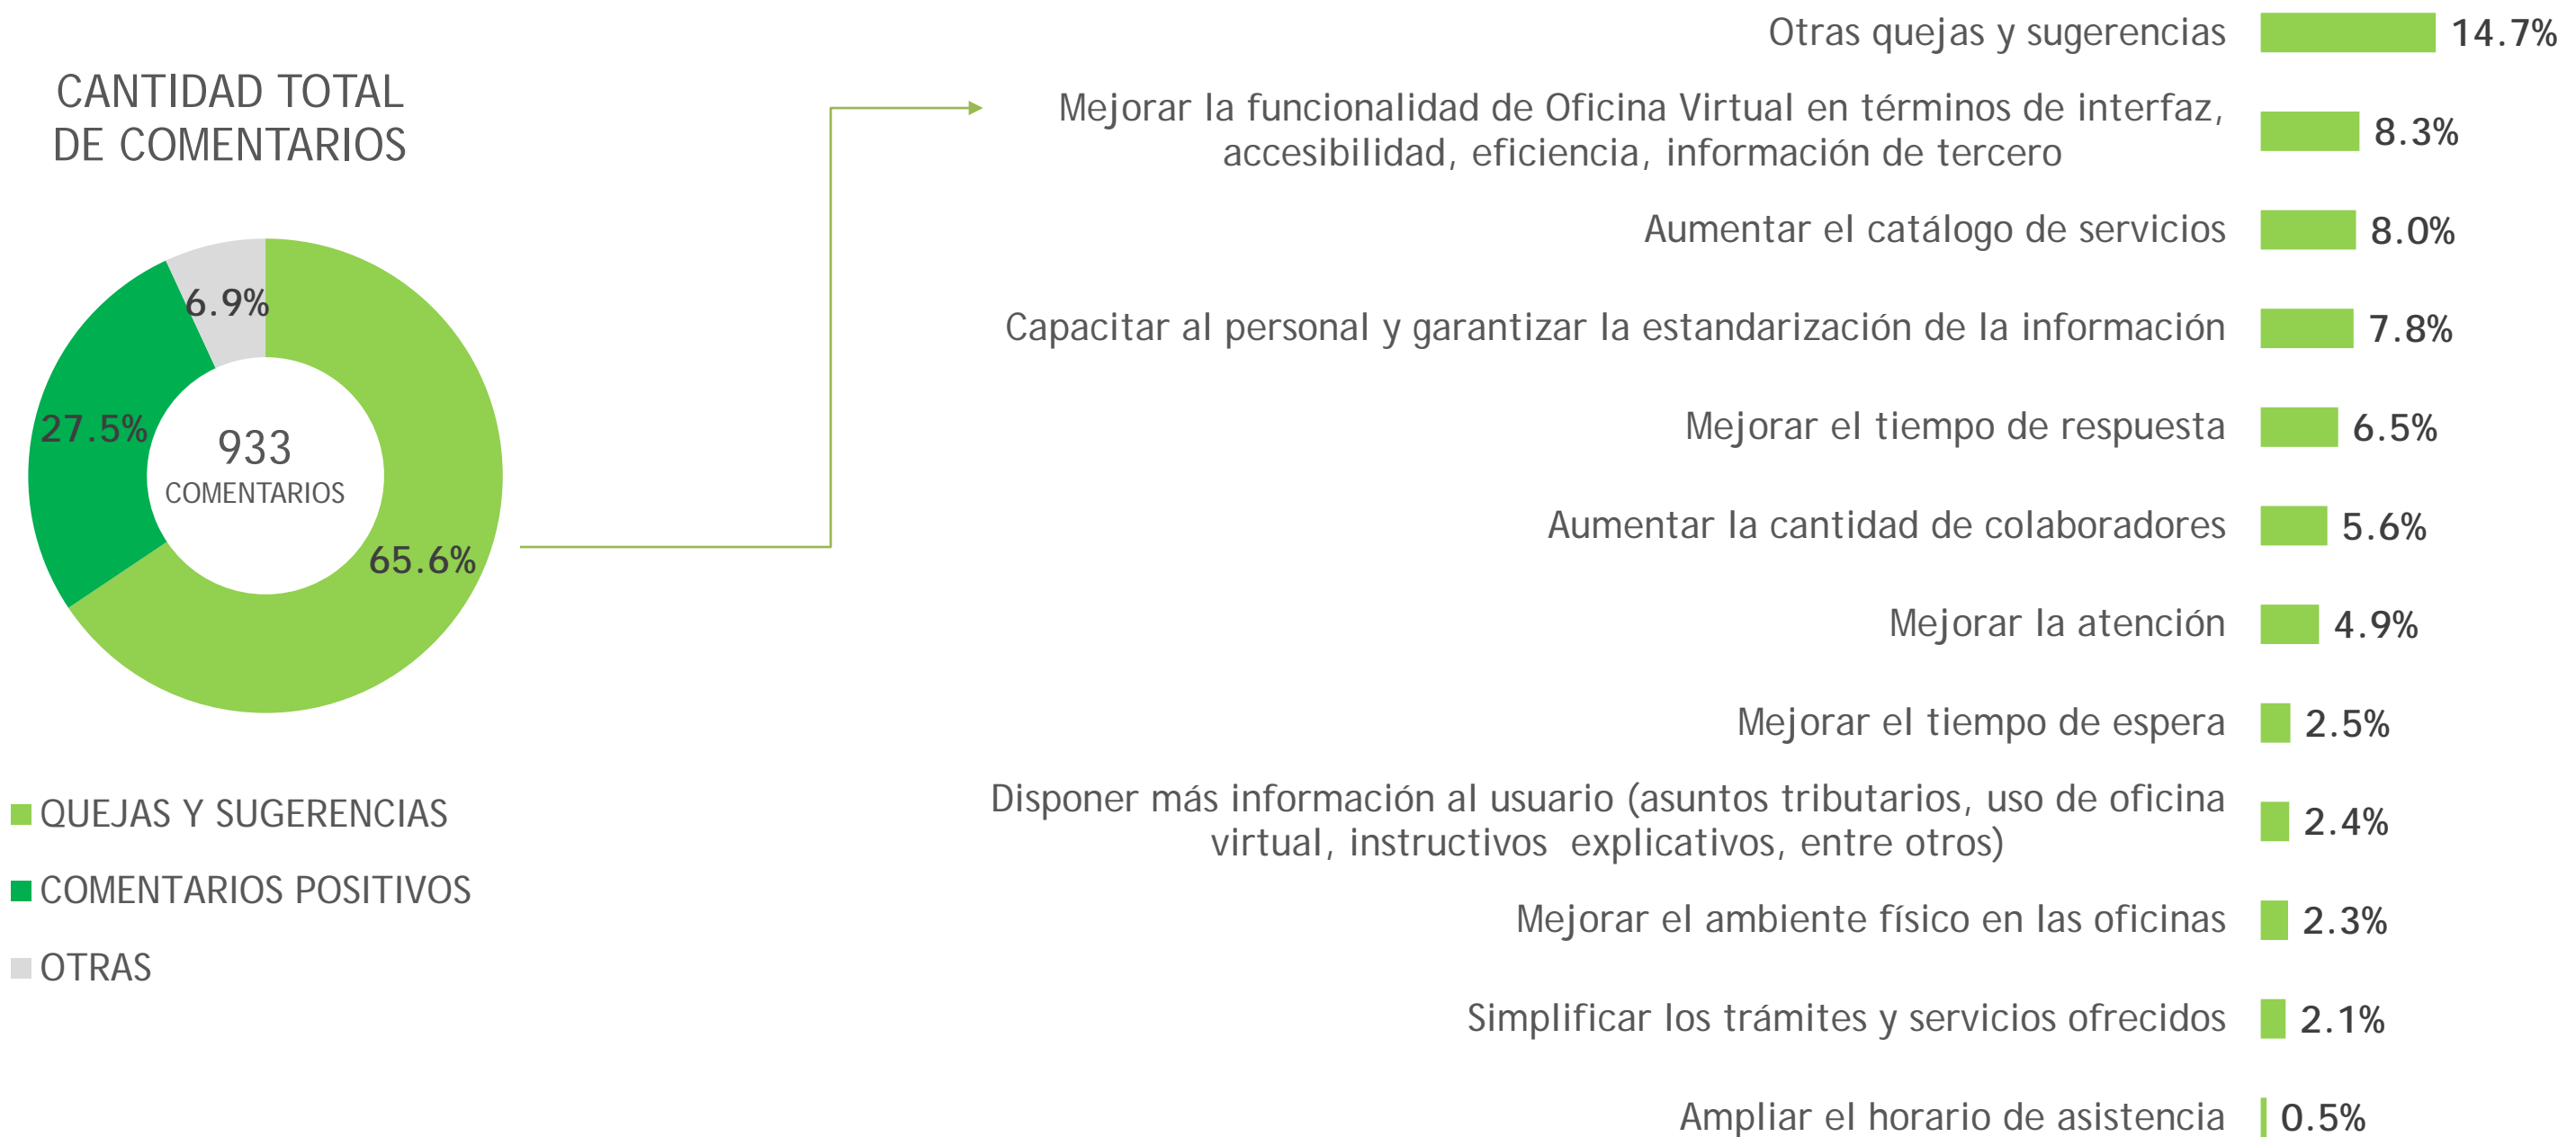 CANTIDAD TOTAL
DE COMENTARIOS
6.9%
27.5%
933
COMENTARIOS
65.6%
QUEJAS Y SUGERENCIAS
COMENTARIOS POSITIVOS
OTRAS
Otras quejas y sugerencias 14.7%
Mejorar la funcionalidad de Oficina Virtual en términos de interfaz,
accesibilidad, eficiencia, información de tercero
8.3%
Aumentar el catálogo de servicios 8.0%
Capacitar al personal y garantizar la estandarización de la información 7.8%
Mejorar el tiempo de respuesta 6.5%
Aumentar la cantidad de colaboradores 5.6%
Mejorar la atención 4.9%
Mejorar el tiempo de espera 2.5%
Disponer más información al usuario (asuntos tributarios, uso de oficina
virtual, instructivos explicativos, entre otros)
2.4%
Mejorar el ambiente físico en las oficinas 2.3%
Simplificar los trámites y servicios ofrecidos 2.1%
Ampliar el horario de asistencia 0.5%